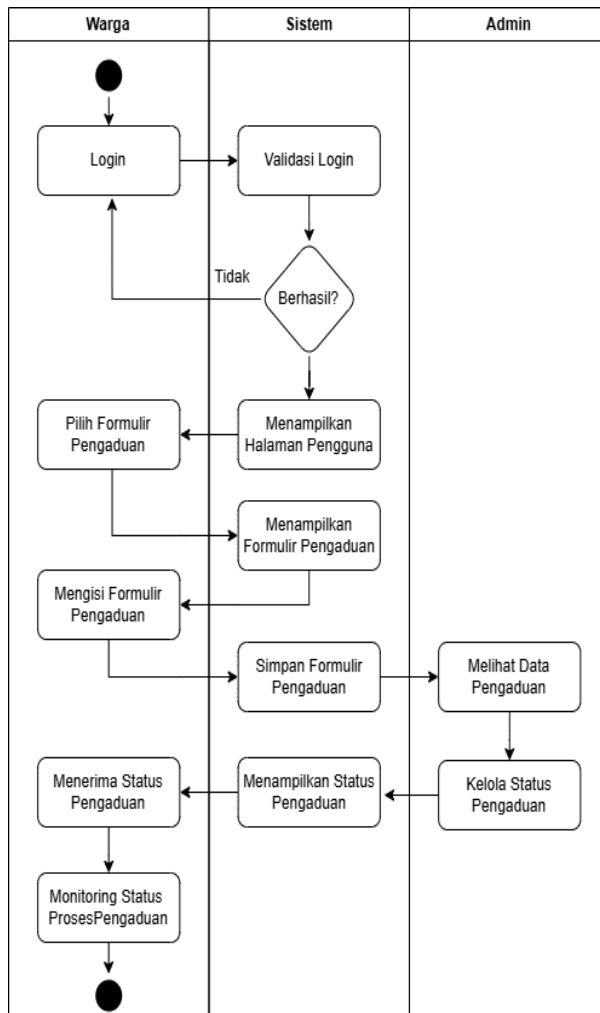 Warga
Sistem
Admin
Login
Validasi Login
Tidak
Berhasil?
Pilih Formulir
Pengaduan
Menampilkan
Halaman Pengguna
Menampilkan
Formulir Pengaduan
Mengisi Formulir
Pengaduan
Simpan Formulir
Pengaduan
Melihat Data
Pengaduan
Menerima Status
Pengaduan
Menampilkan Status
Pengaduan
Kelola Status
Pengaduan
Monitoring Status
ProsesPengaduan